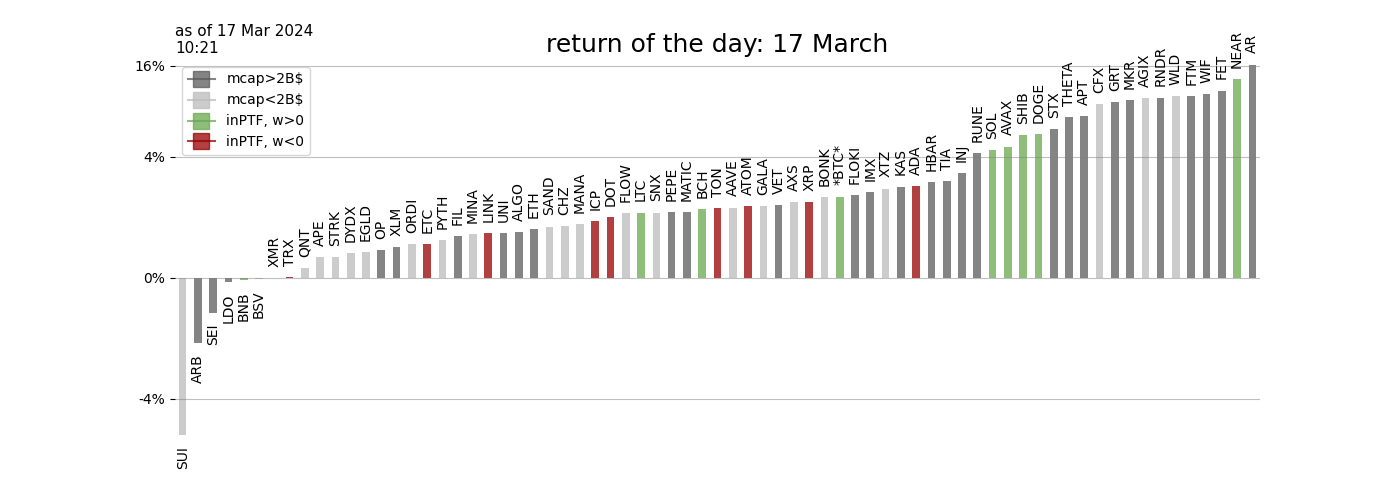 as of 17 Mar 2024
10:21
return of the day: 17 March
16%
4%
0%
-4%
mcap>2B$
mcap<2B$
inPTF, w>0
inPTF, w<0
SUI
ARB
SEI
LDO
BNB
BSV
XMR
TRX
QNT
APE
STRK
DYDX
EGLD
OP
XLM
ORDI
ETC
PYTH
FIL
MINA
LINK
UNI
ALGO
ETH
SAND
CHZ
MANA
ICP
DOT
FLOW
LTC
SNX
PEPE
MATIC
BCH
TON
AAVE
ATOM
GALA
VET
AXS
XRP
BONK
*BTC*
FLOKI
IMX
XTZ
KAS
ADA
HBAR
TIA
INJ
RUNE
SOL
AVAX
SHIB
DOGE
STX
THETA
APT
CFX
GRT
MKR
AGIX
RNDR
WLD
FTM
WIF
FET
NEAR
AR